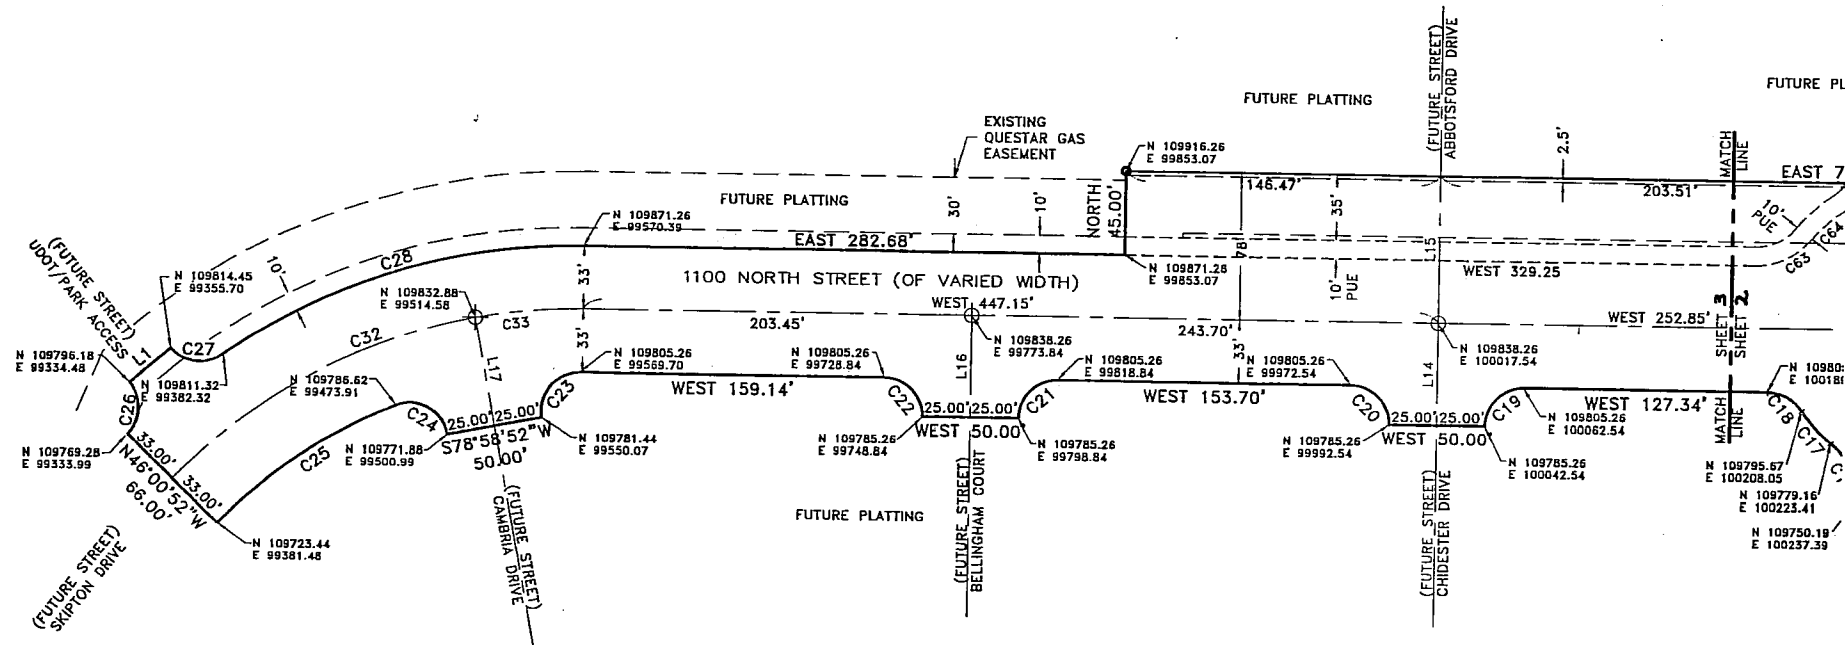 (FUTURE STREET)
ABBOTSFORD DRIVE
FUTURE PLATTING
FUTURE PL
EXISTING
QUESTAR GAS
EASEMENT
N 109916.26
E 99853.07
2.5'
MATCH
LINE
EAST 7
146.47'
203.51'
FUTURE PLATTING
30'
10'
NORTH
45.00'
35'
10'
PUE
C64
C63
N 109871.26
E 99570.39
EAST 282.68'
78'
L15
WEST 329.25
(FUTURE STREET)
UDOT/PARK ACCESS
N 109814.45
E 99355.70
10'
C28
33'
1100 NORTH STREET (OF VARIED WIDTH)
N 109871.28
E 99853.07
10'
PUE
N 109832.88
E 99514.58
C33
WEST 447.15'
203.45'
243.70'
WEST 252.85'
SHEET 3
SHEET 2
L1
C27
C32
33'
N 109838.26
E 99773.84
33'
N 109838.26
E 100017.54
N 109796.18
E 99334.48
N 109811.32
E 99382.32
N 109786.62
E 99473.91
L17
N 109805.26
E 99569.70
N 109805.26
E 99728.84
L16
N 109805.26
E 99818.84
N 109805.26
E 99972.54
L14
N 10980
E 10018
C26
C23
WEST 159.14'
C22
C21
WEST 153.70'
C20
C19
N 109805.26
E 100062.54
WEST 127.34'
MATCH
LINE
C18
C17
C24
25.00'
25.00'
S78°58'52"W
50.00'
25.00'
25.00'
WEST 50.00'
25.00'
25.00'
WEST 50.00'
N 109769.28
E 99333.99
33.00'
33.00'
N46°00'52"W
66.00'
C25
N 109771.88
E 99500.99
N 109781.44
E 99550.07
N 109785.26
E 99748.84
N 109785.26
E 99798.84
N 109785.26
E 99992.54
N 109785.26
E 100042.54
N 109795.67
E 100208.05
N 109779.16
E 100223.41
N 109750.19
E 100237.39
N 109723.44
E 99381.48
FUTURE PLATTING
(FUTURE STREET)
SKIPTON DRIVE
(FUTURE STREET)
CAMBRIA DRIVE
(FUTURE STREET)
BELLINGHAM COURT
(FUTURE STREET)
CHIDESTER DRIVE